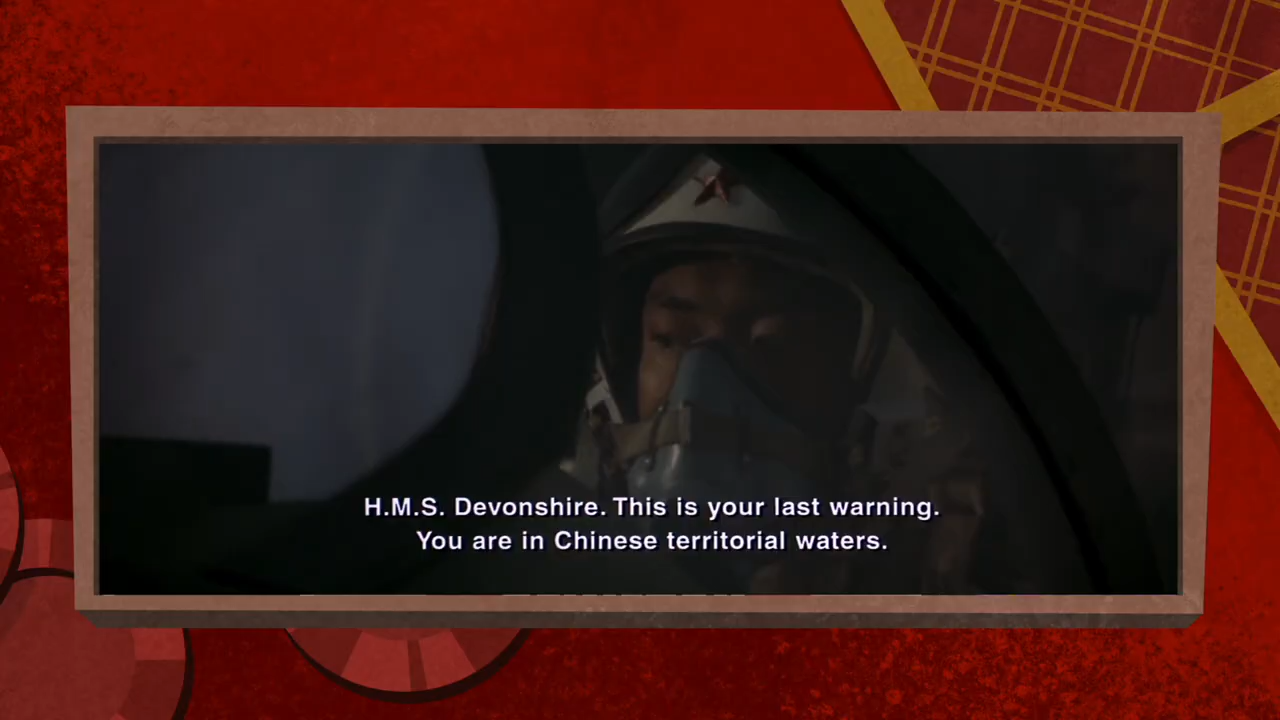 H.M.S. Devonshire. This is your last warning.
You are in Chinese territorial waters.